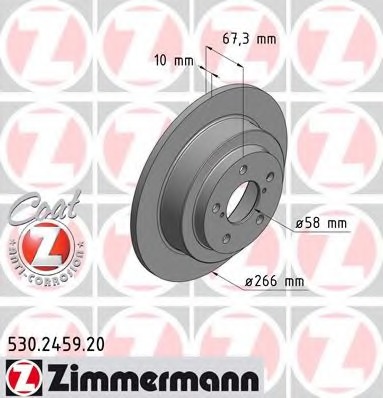 67,3 mm
10 mm
ø58 mm
ø266 mm
Coat
Z
ANTI-CORROSION
530.2459.20
Z Zimmermann